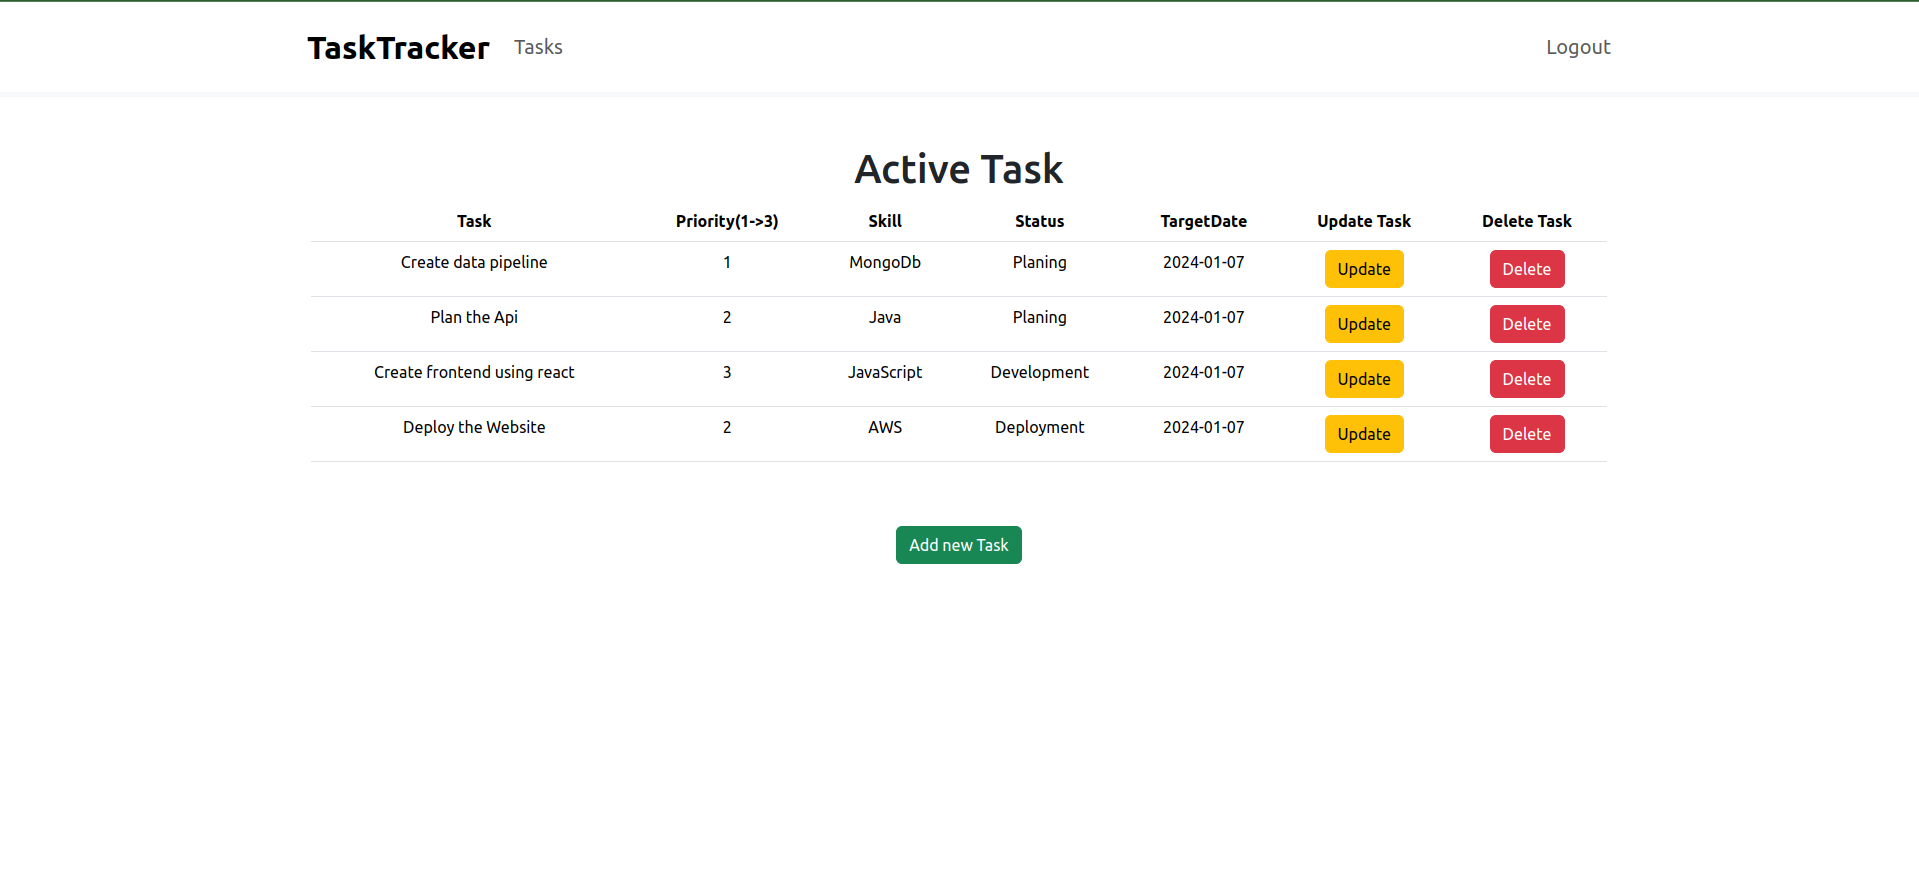 TaskTracker Tasks Logout
Active Task
Task Priority(1->3) Skill Status TargetDate Update Task Delete Task
Create data pipeline 1 MongoDb Planing 2024-01-07 Update Delete
Plan the Api 2 Java Planing 2024-01-07 Update Delete
Create frontend using react 3 JavaScript Development 2024-01-07 Update Delete
Deploy the Website 2 AWS Deployment 2024-01-07 Update Delete
Add new Task